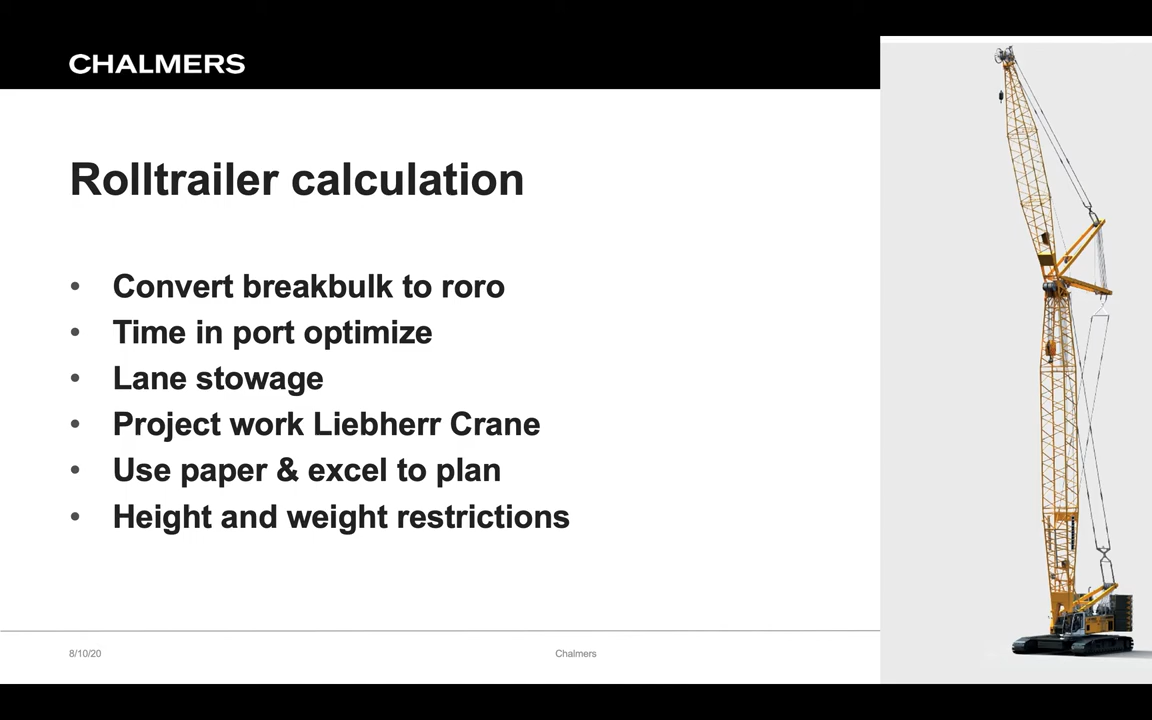 CHALMERS
Rolltrailer calculation
• Convert breakbulk to roro
• Time in port optimize
• Lane stowage
• Project work Liebherr Crane
• Use paper & excel to plan
• Height and weight restrictions
8/10/20
Chalmers